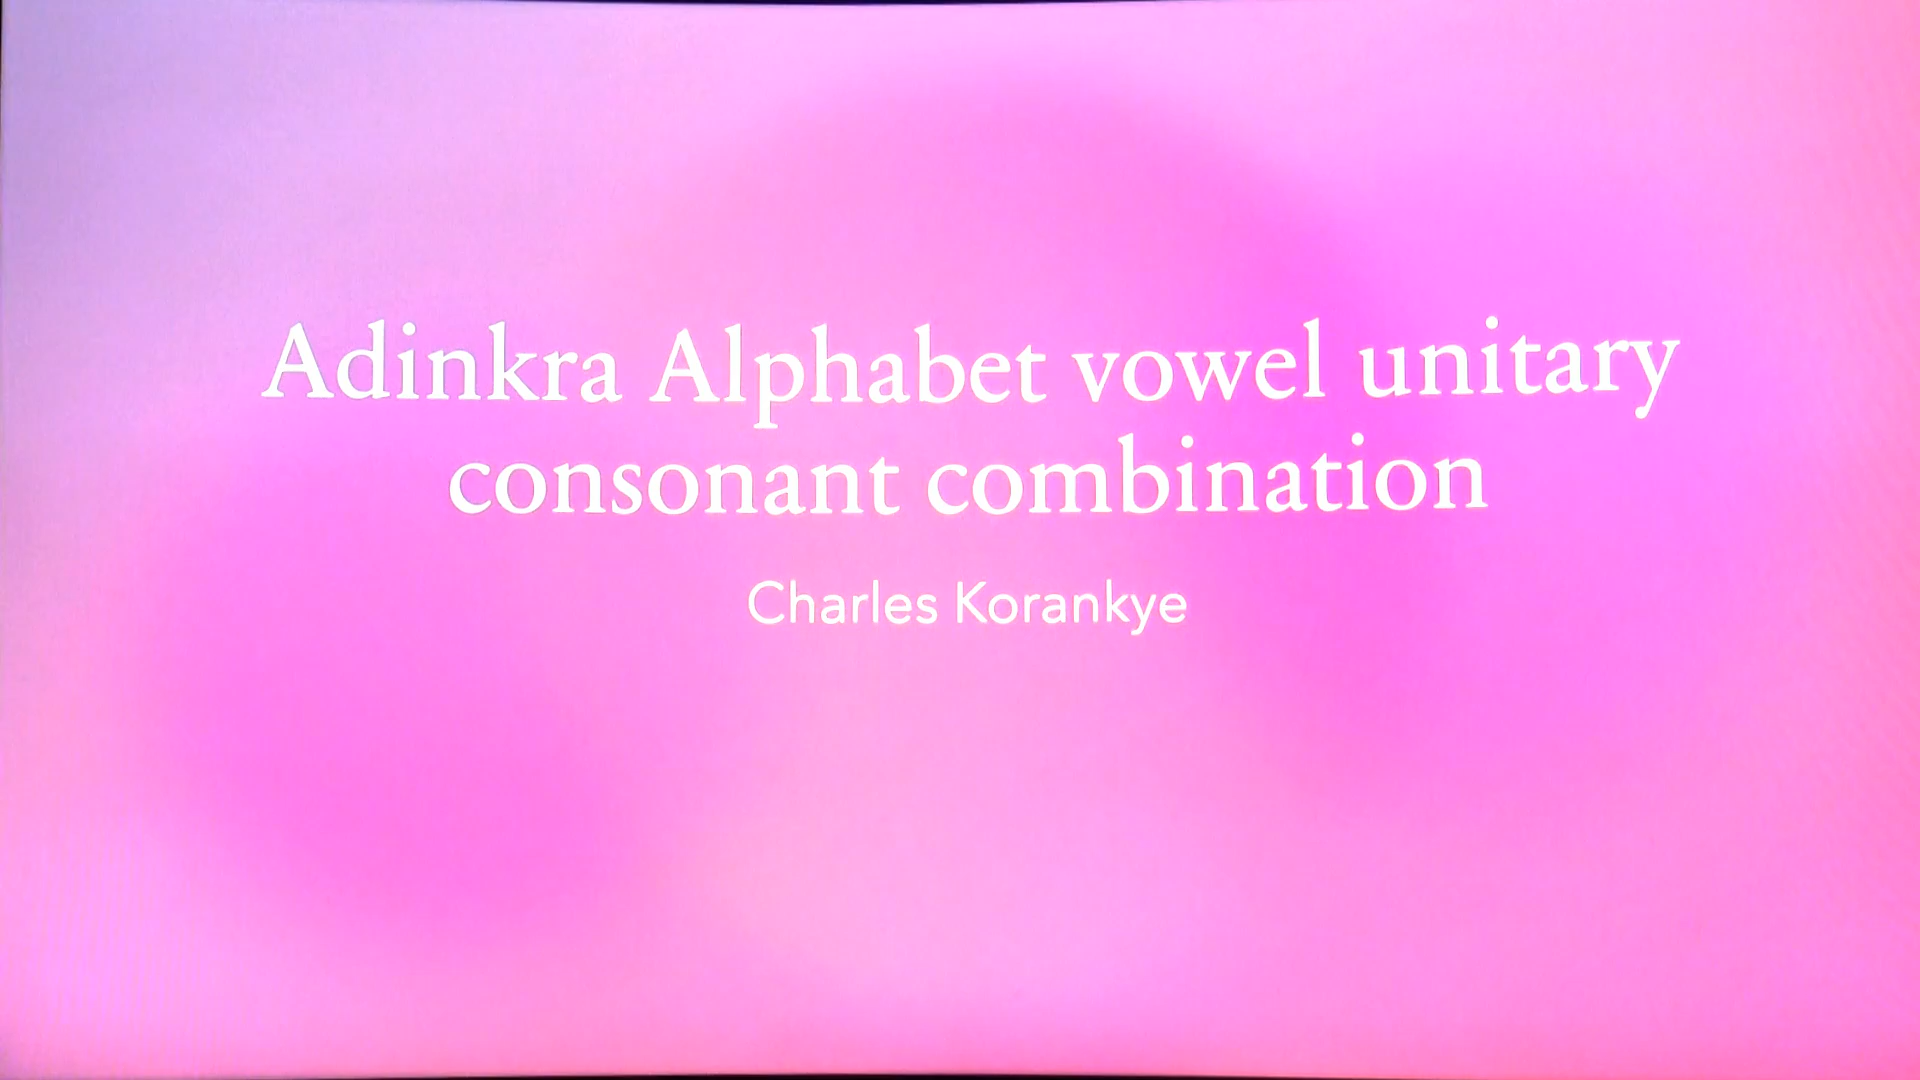 Adinkra Alphabet vowel unitary
consonant combination
Charles Korankye